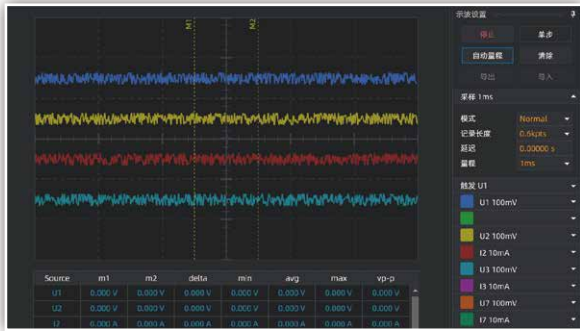 示波设置
M1
M2
停止 单步
自动量程 清除
导出 导入
采样 1ms
模式 Normal
记录长度 0.6kpts
延迟 0.00000 s
量程 1ms
触发 U1
U1 100mV
U2 100mV
I2 10mA
U3 100mV
I3 10mA
U7 100mV
I7 10mA
Source m1 m2 delta min avg max vp-p
U1 0.000 V 0.000 V 0.000 V 0.000 V 0.000 V 0.000 V 0.000 V
U2 0.000 V 0.000 V 0.000 V 0.000 V 0.000 V 0.000 V 0.000 V
I2 0.000 A 0.000 A 0.000 A 0.000 A 0.000 A 0.000 A 0.000 A